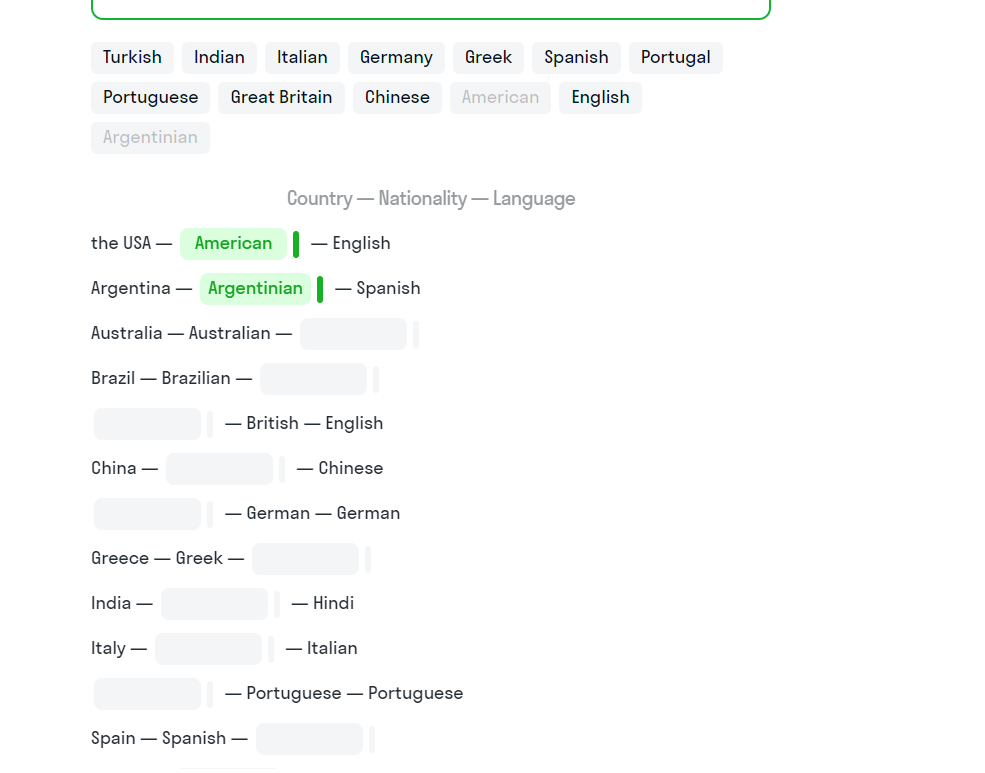 Turkish Indian Italian Germany Greek Spanish Portugal
Portuguese Great Britain Chinese American English
Argentinian
Country — Nationality — Language
the USA — American — English
Argentina — Argentinian — Spanish
Australia — Australian —
Brazil — Brazilian —
— British — English
China — — Chinese
— German — German
Greece — Greek —
India — — Hindi
Italy — — Italian
— Portuguese — Portuguese
Spain — Spanish —